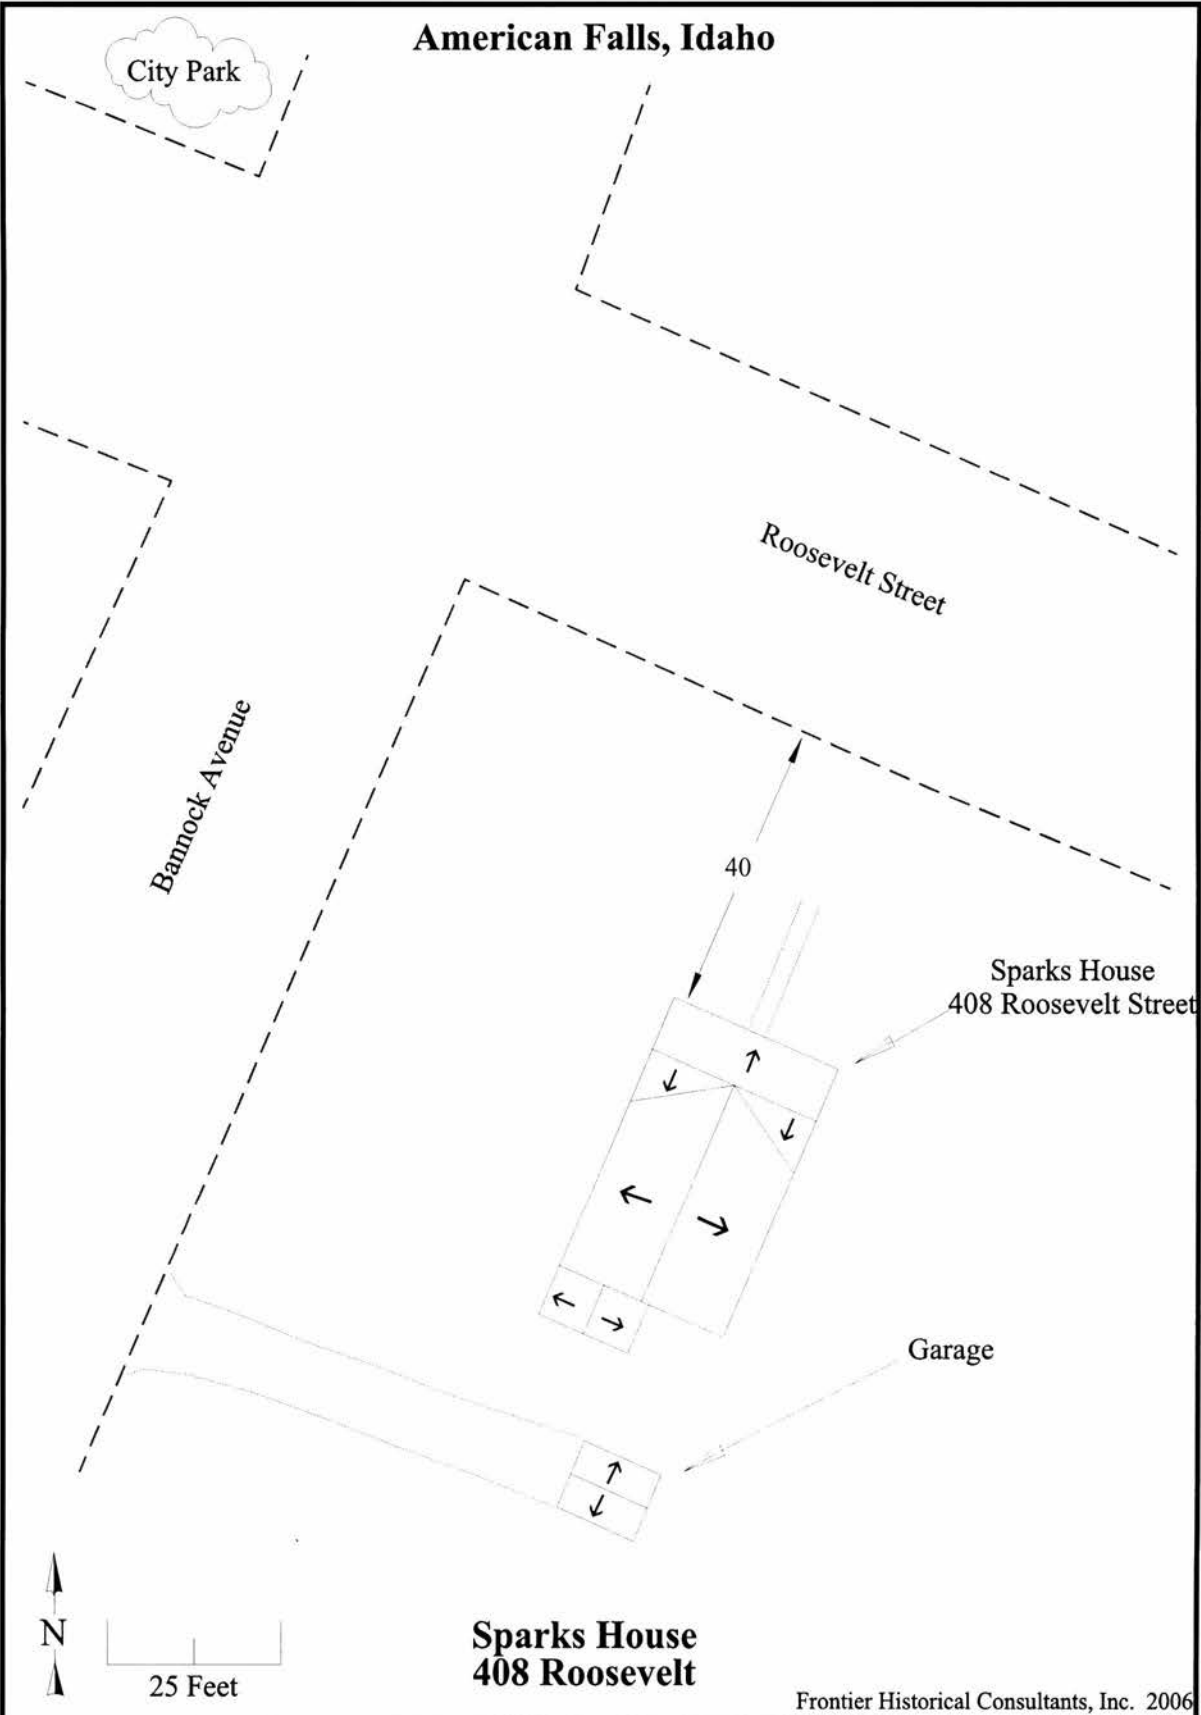 American Falls, Idaho
City Park
Roosevelt Street
Bannock Avenue
40
Sparks House
408 Roosevelt Street
Garage
N
25 Feet
Sparks House
408 Roosevelt
Frontier Historical Consultants, Inc. 2006